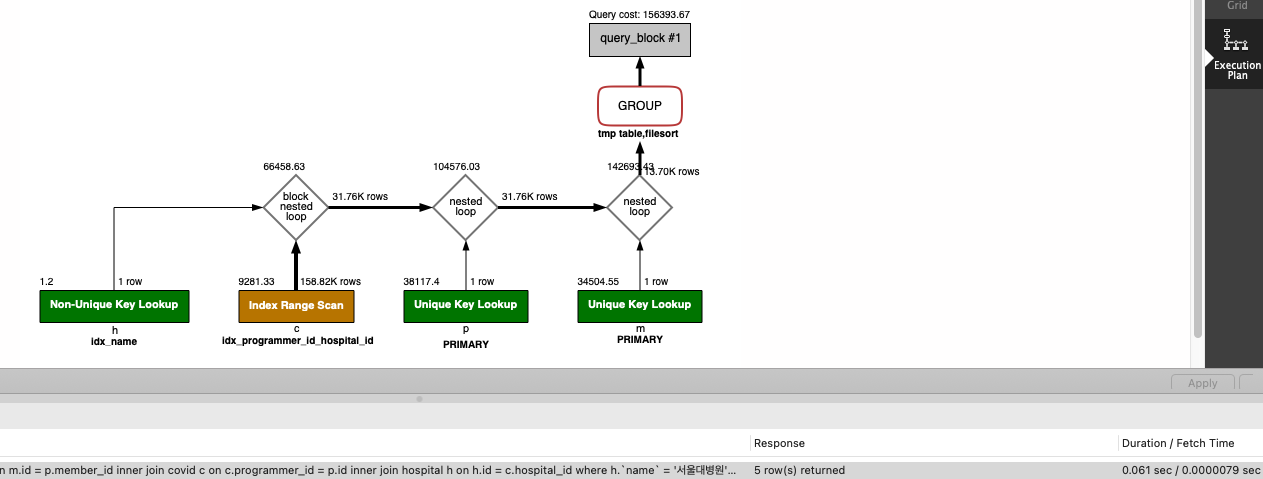 Grid
Execution
Plan
Query cost: 156393.67
query_block #1
GROUP
tmp table,filesort
66458.63
104576.03
142693.43
13.70K rows
block
nested
loop
31.76K rows
nested
loop
31.76K rows
nested
loop
1.2
1 row
9281.33
158.82K rows
38117.4
1 row
34504.55
1 row
Non-Unique Key Lookup
Index Range Scan
Unique Key Lookup
Unique Key Lookup
h
c
p
m
idx_name
idx_programmer_id_hospital_id
PRIMARY
PRIMARY
Apply
Response
Duration / Fetch Time
n m.id = p.member_id inner join covid c on c.programmer_id = p.id inner join hospital h on h.id = c.hospital_id where h.`name` = '서울대병원'...
5 row(s) returned
0.061 sec / 0.0000079 sec